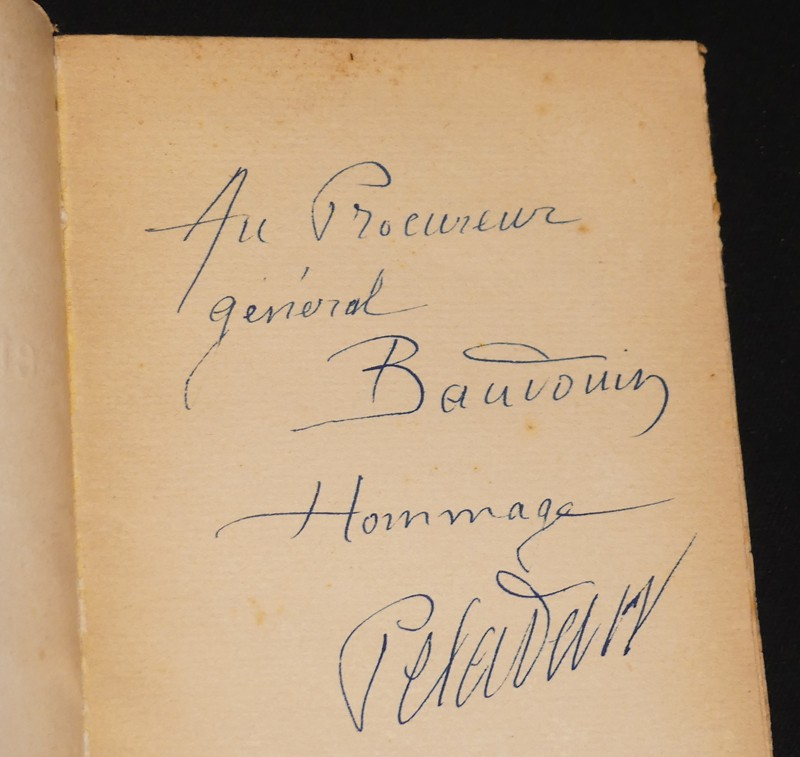 Au Procureur
général
Baudouin
Hommage
Peladan